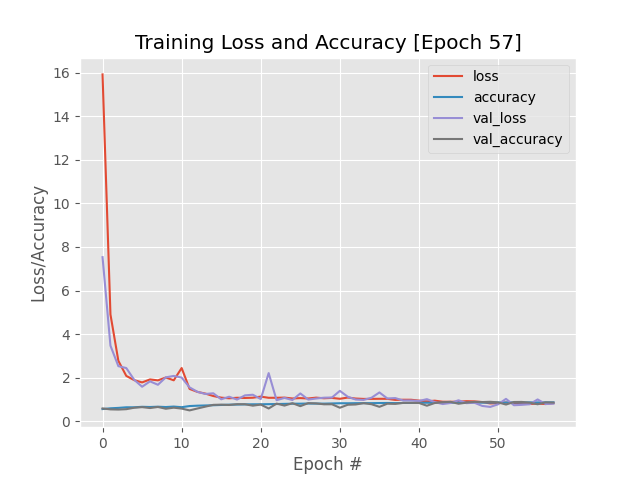 Training Loss and Accuracy [Epoch 57]
loss
accuracy
val_loss
val_accuracy
Loss/Accuracy
16
14
12
10
8
6
4
2
0
0
10
20
30
40
50
Epoch #